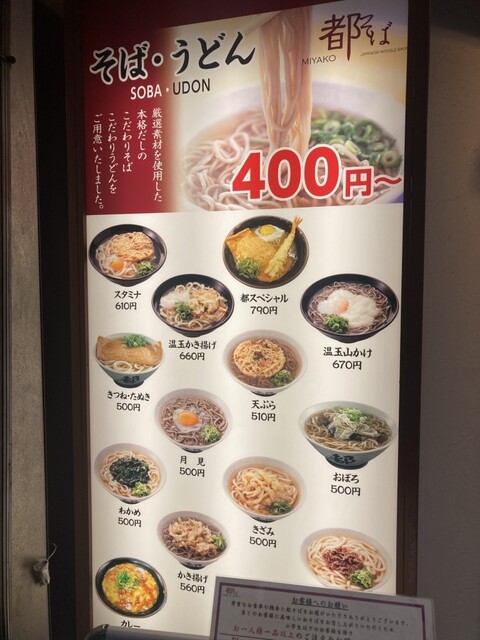 そば・うどん
SOBA・UDON
都そば
MIYAKO
JAPANESE NOODLE SHOP
厳選素材を使用した
本格だしの
こだわりそば
こだわりうどんを
ご用意いたしました。
400円～
スタミナ
610円
都スペシャル
790円
温玉かき揚げ
660円
温玉山かけ
670円
きつね・たぬき
500円
天ぷら
510円
月見
500円
おぼろ
500円
わかめ
500円
きざみ
500円
かき揚げ
560円
カレー
お客様へのお願い